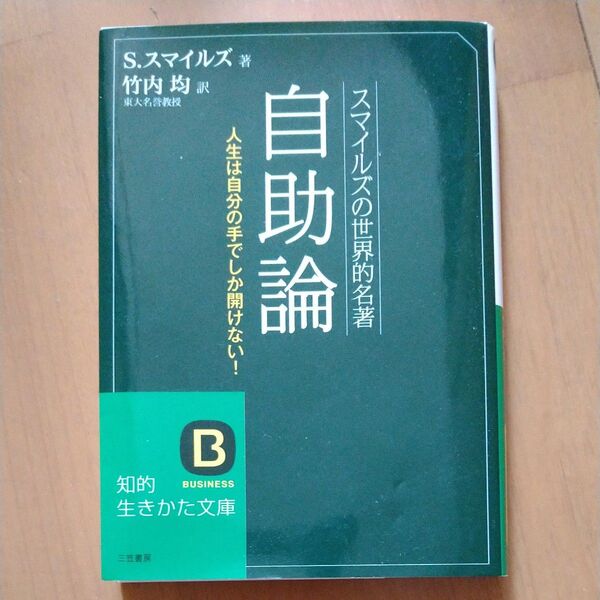 S.スマイルズ 著
竹内 均 訳
東大名誉教授
スマイルズの世界的名著
自助論
人生は自分の手でしか開けない!
B
BUSINESS
知的
生きかた文庫
三笠書房